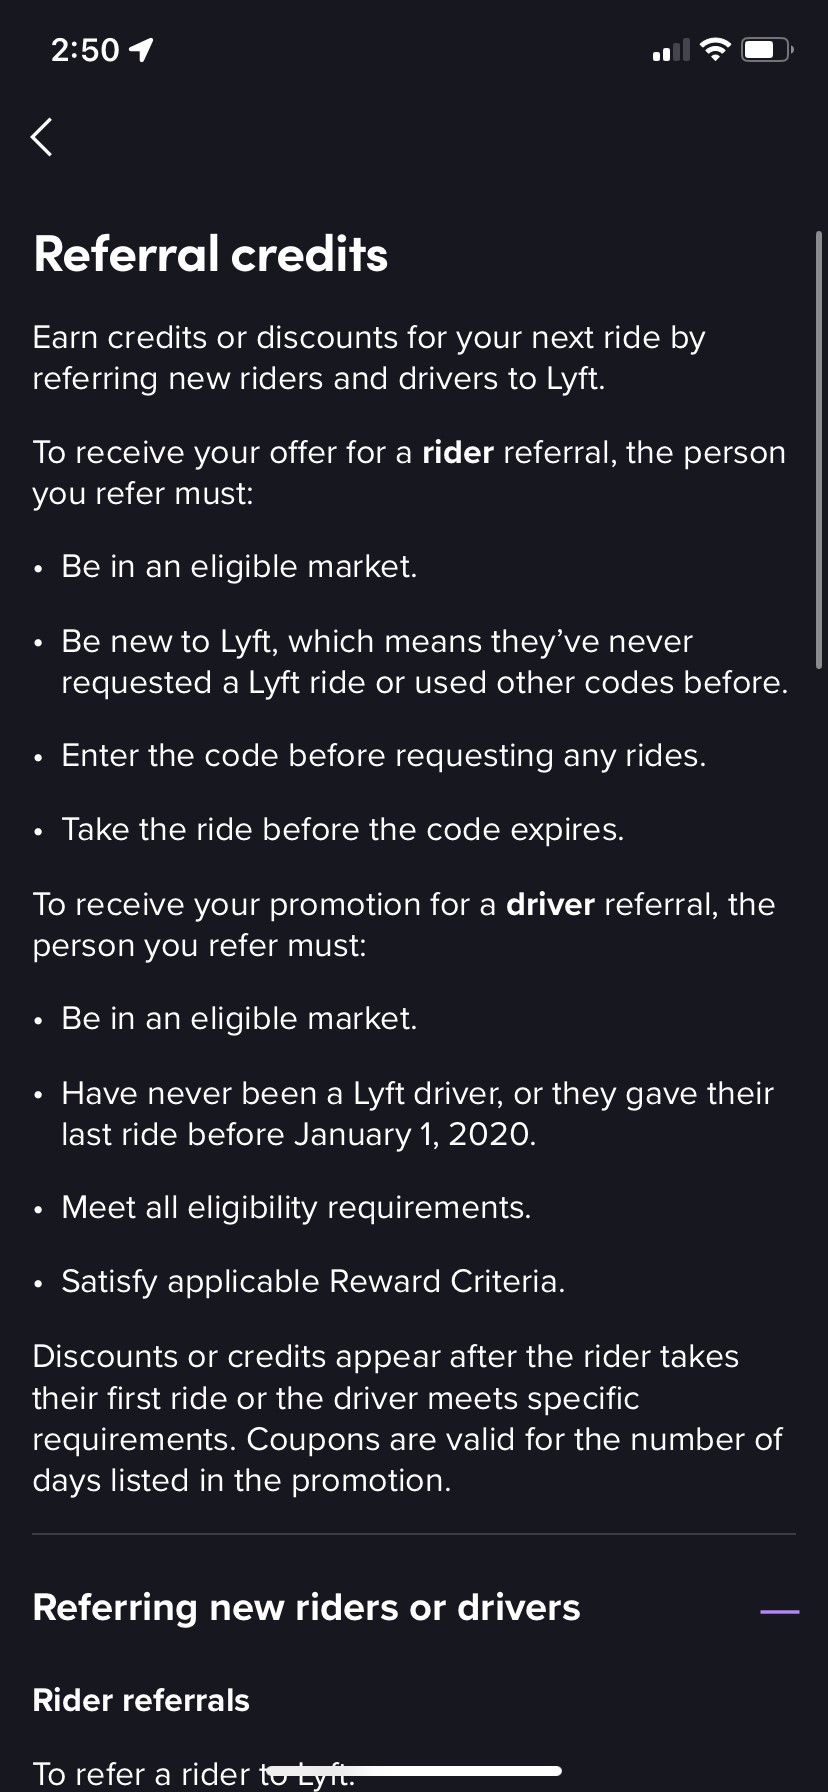 2:50
Referral credits
Earn credits or discounts for your next ride by
referring new riders and drivers to Lyft.
To receive your offer for a rider referral, the person
you refer must:
• Be in an eligible market.
• Be new to Lyft, which means they’ve never
requested a Lyft ride or used other codes before.
• Enter the code before requesting any rides.
• Take the ride before the code expires.
To receive your promotion for a driver referral, the
person you refer must:
• Be in an eligible market.
• Have never been a Lyft driver, or they gave their
last ride before January 1, 2020.
• Meet all eligibility requirements.
• Satisfy applicable Reward Criteria.
Discounts or credits appear after the rider takes
their first ride or the driver meets specific
requirements. Coupons are valid for the number of
days listed in the promotion.
Referring new riders or drivers
Rider referrals
To refer a rider to Lyft: